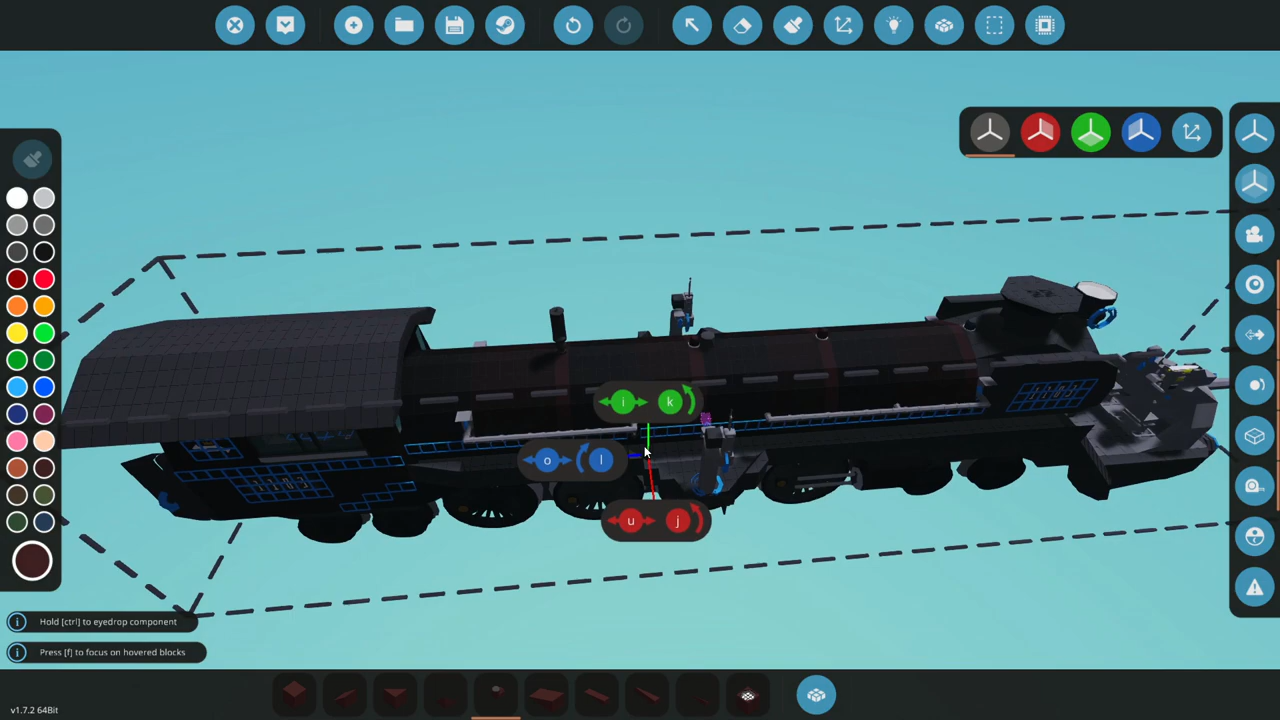 i k
o l
u j
Hold [ctrl] to eyedrop component
Press [f] to focus on hovered blocks
v1.7.2 64Bit